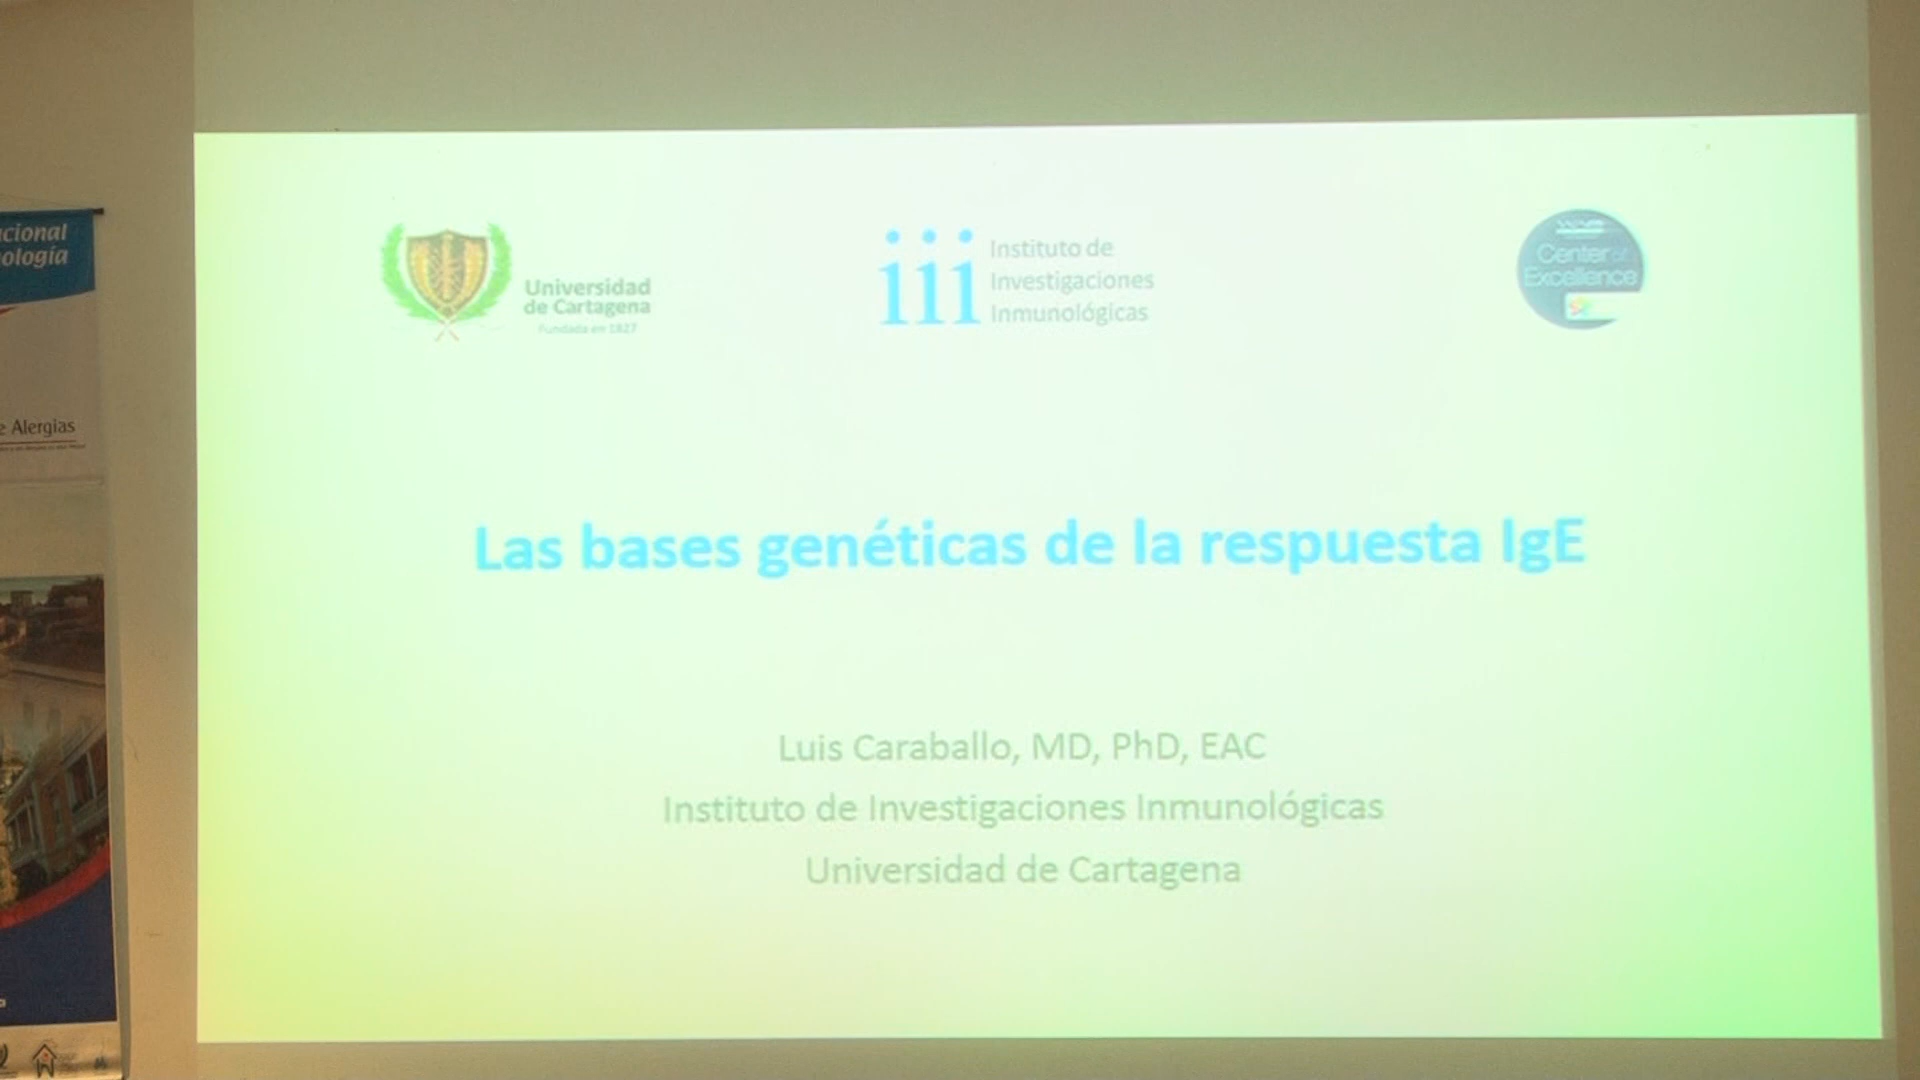 cional
ología
e Alergias
Universidad
de Cartagena
Fundada en 1827
iii
Instituto de
Investigaciones
Inmunológicas
Center of
Excellence
Las bases genéticas de la respuesta IgE
Luis Caraballo, MD, PhD, EAC
Instituto de Investigaciones Inmunológicas
Universidad de Cartagena